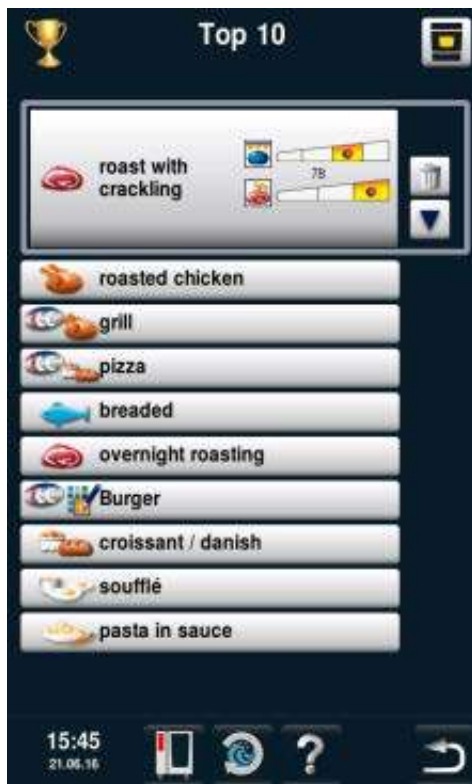 Top 10
roast with
crackling
78
roasted chicken
grill
pizza
breaded
overnight roasting
Burger
croissant / danish
soufflé
pasta in sauce
15:45
21.06.16
?